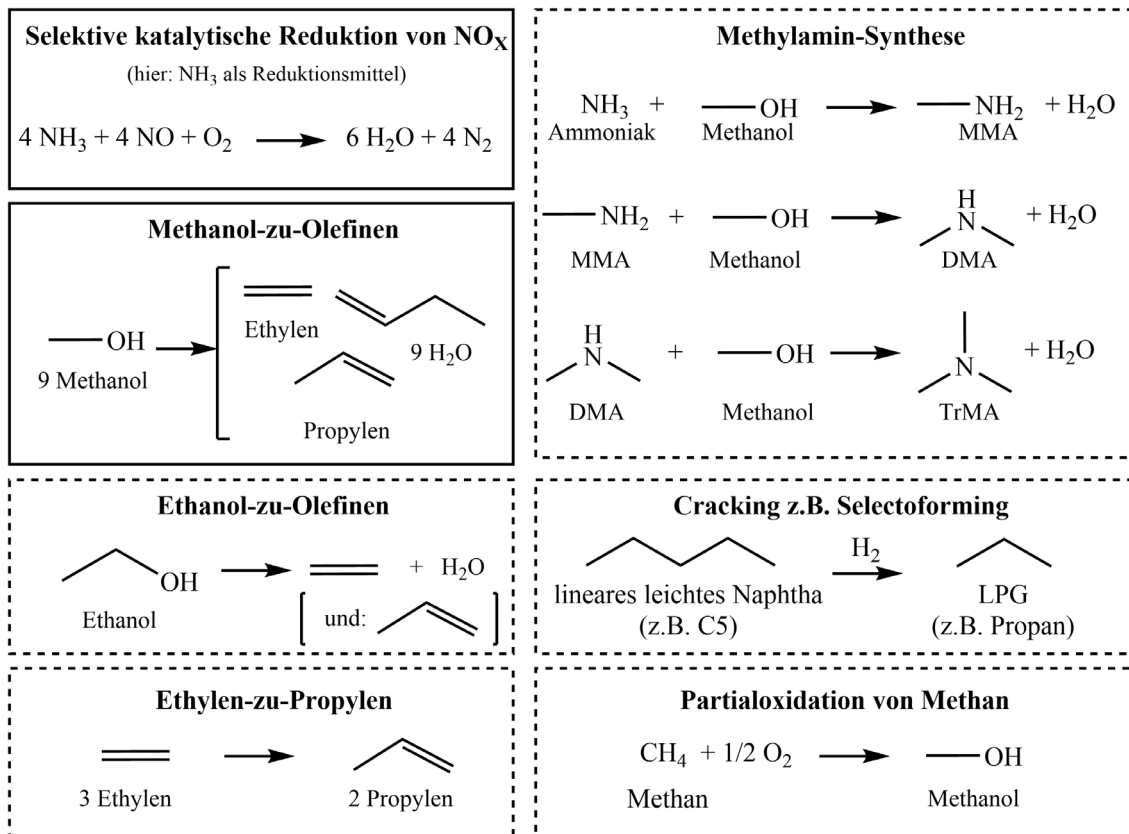 Selektive katalytische Reduktion von NOX
(hier: NH3 als Reduktionsmittel)
4 NH3 + 4 NO + O2 6 H2O + 4 N2
Methanol-zu-Olefinen
OH
9 Methanol
Ethylen
9 H2O
Propylen
Ethanol-zu-Olefinen
OH
Ethanol
+ H2O
und:
Ethylen-zu-Propylen
3 Ethylen
2 Propylen
Methylamin-Synthese
NH3 + OH NH2 + H2O
Ammoniak Methanol MMA
NH2 + OH H N + H2O
MMA Methanol DMA
H N + OH N + H2O
DMA Methanol TrMA
Cracking z.B. Selectoforming
H2
lineares leichtes Naphtha LPG
(z.B. C5) (z.B. Propan)
Partialoxidation von Methan
CH4 + 1/2 O2 OH
Methan Methanol